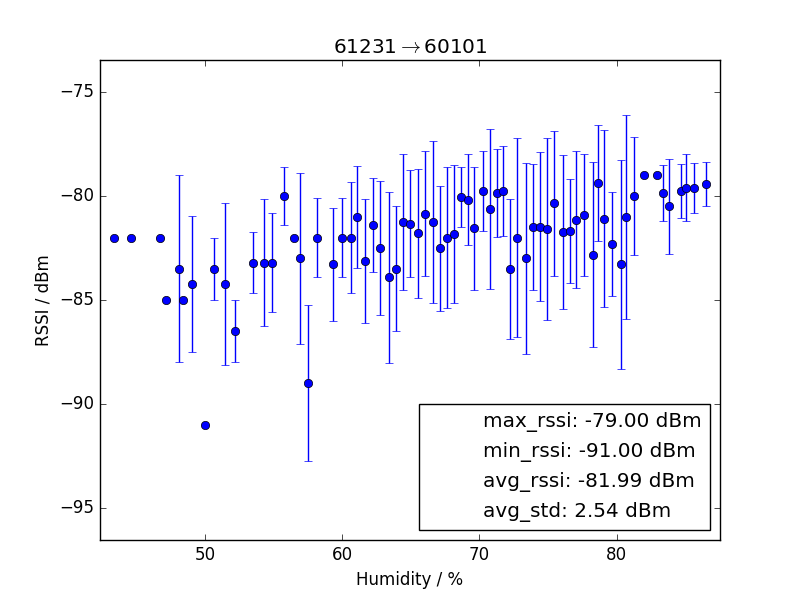 61231→60101
−75
−80
−85
−90
−95
RSSI / dBm
max_rssi: -79.00 dBm
min_rssi: -91.00 dBm
avg_rssi: -81.99 dBm
avg_std: 2.54 dBm
50 60 70 80
Humidity / %